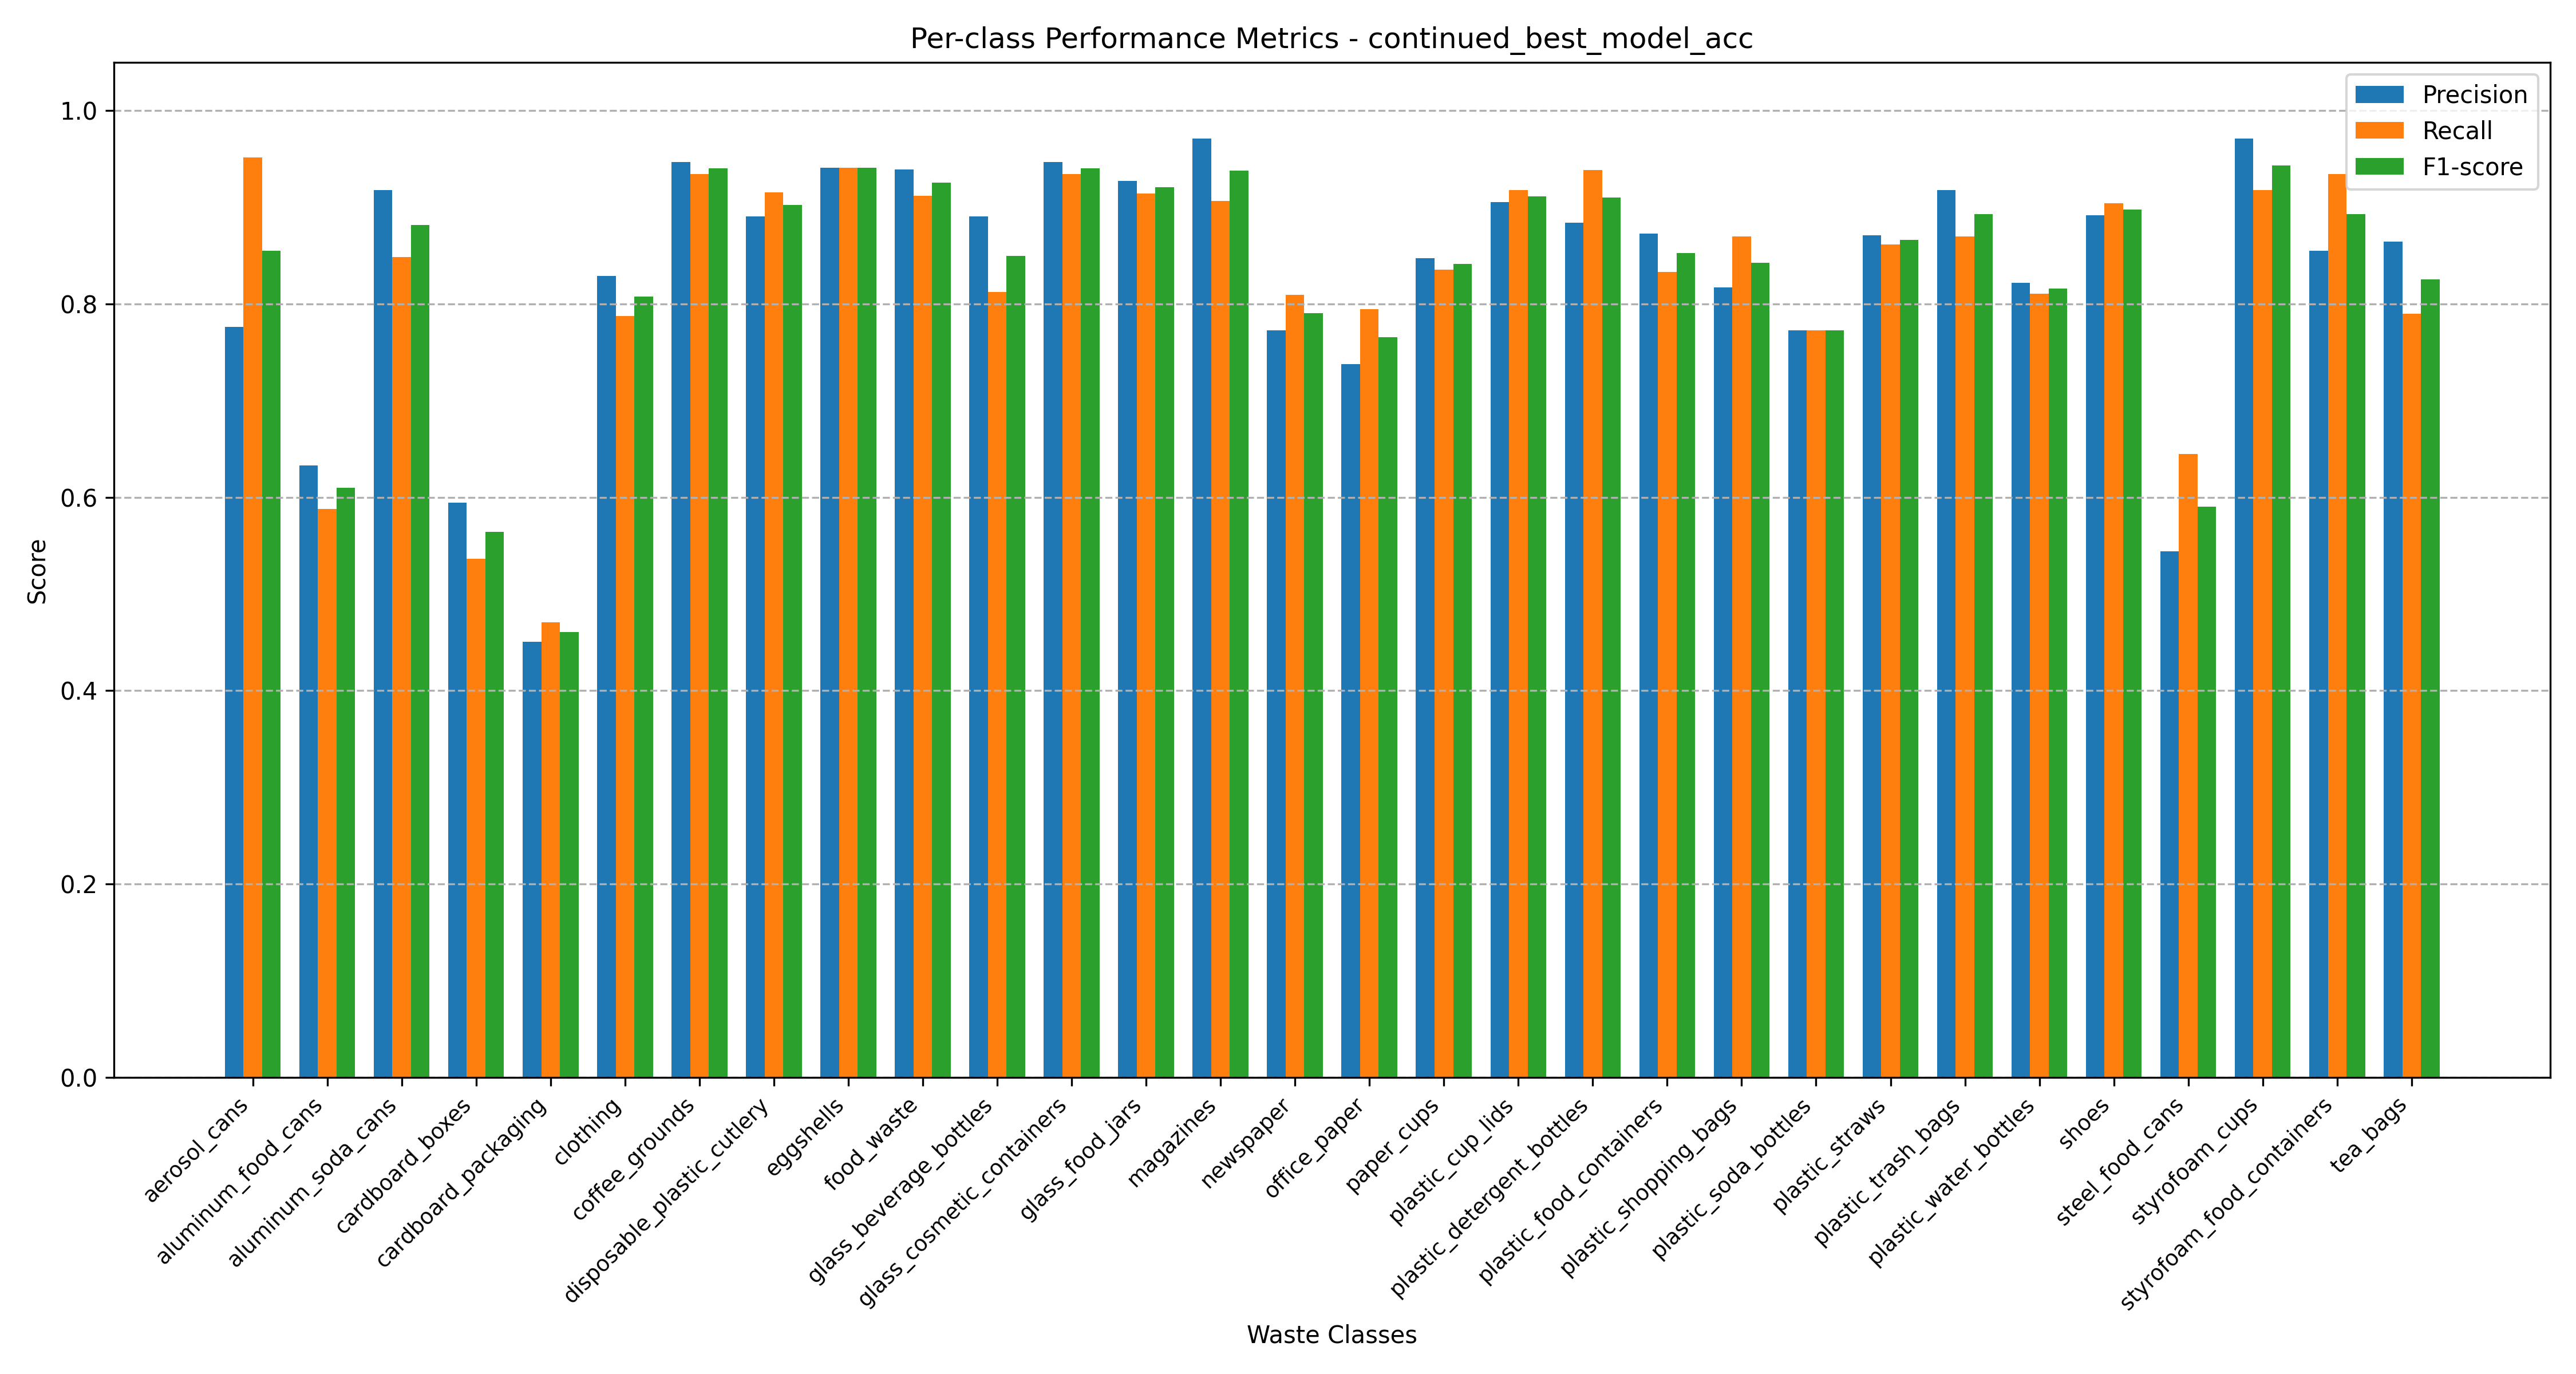 Per-class Performance Metrics - continued_best_model_acc
Precision
Recall
F1-score
Score
1.0
0.8
0.6
0.4
0.2
0.0
aerosol_cans
aluminum_food_cans
aluminum_soda_cans
cardboard_boxes
cardboard_packaging
clothing
coffee_grounds
disposable_plastic_cutlery
eggshells
food_waste
glass_beverage_bottles
glass_cosmetic_containers
glass_food_jars
magazines
newspaper
office_paper
paper_cups
plastic_cup_lids
plastic_detergent_bottles
plastic_food_containers
plastic_shopping_bags
plastic_soda_bottles
plastic_straws
plastic_trash_bags
plastic_water_bottles
shoes
steel_food_cans
styrofoam_cups
styrofoam_food_containers
tea_bags
Waste Classes